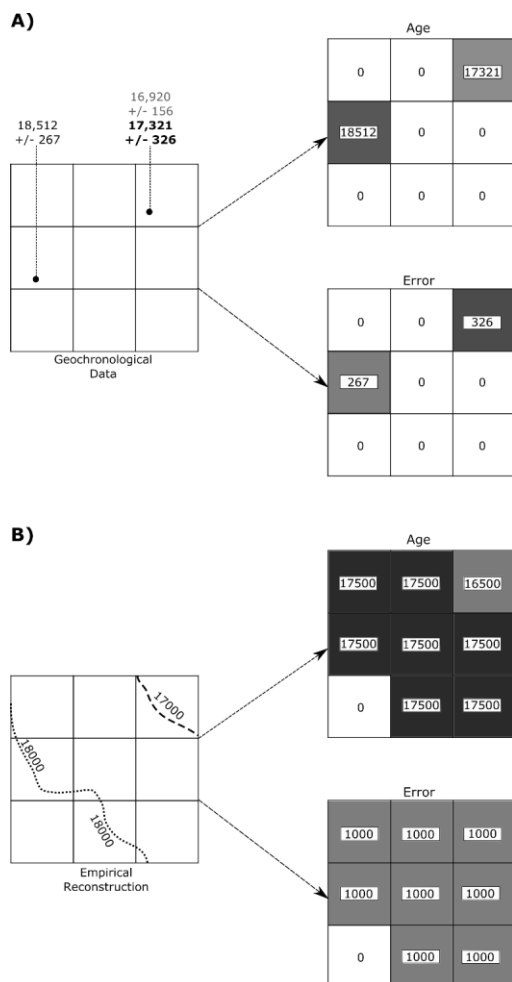 A)
Age
0 0 17321
18512 0 0
0 0 0
16,920
+/- 156
18,512
+/- 267
17,321
+/- 326
Geochronological
Data
Error
0 0 326
267 0 0
0 0 0
B)
Age
17500 17500 16500
17500 17500 17500
0 17500 17500
17000
18000
18000
Empirical
Reconstruction
Error
1000 1000 1000
1000 1000 1000
0 1000 1000